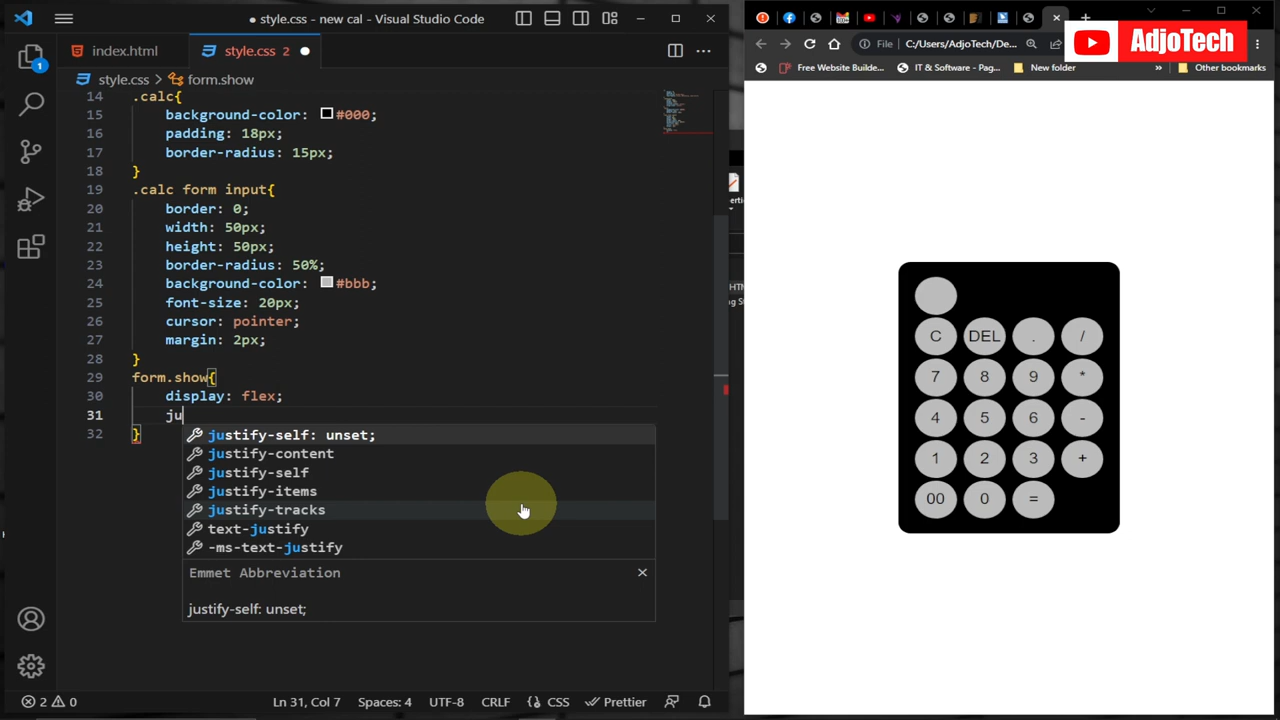 style.css - new cal - Visual Studio Code
index.html
style.css 2
style.css > form.show
14 .calc{
15 background-color: #000;
16 padding: 18px;
17 border-radius: 15px;
18 }
19 .calc form input{
20 border: 0;
21 width: 50px;
22 height: 50px;
23 border-radius: 50%;
24 background-color: #bbb;
25 font-size: 20px;
26 cursor: pointer;
27 margin: 2px;
28 }
29 form.show{
30 display: flex;
31 ju
32 }
justify-self: unset;
justify-content
justify-self
justify-items
justify-tracks
text-justify
-ms-text-justify
Emmet Abbreviation
justify-self: unset;
1
2 0
Ln 31, Col 7
Spaces: 4
UTF-8
CRLF
CSS
Prettier
File
C:/Users/AdjoTech/De...
AdjoTech
Free Website Builde...
IT & Software - Pag...
New folder
»
Other bookmarks
C DEL . /
7 8 9 *
4 5 6 -
1 2 3 +
00 0 =